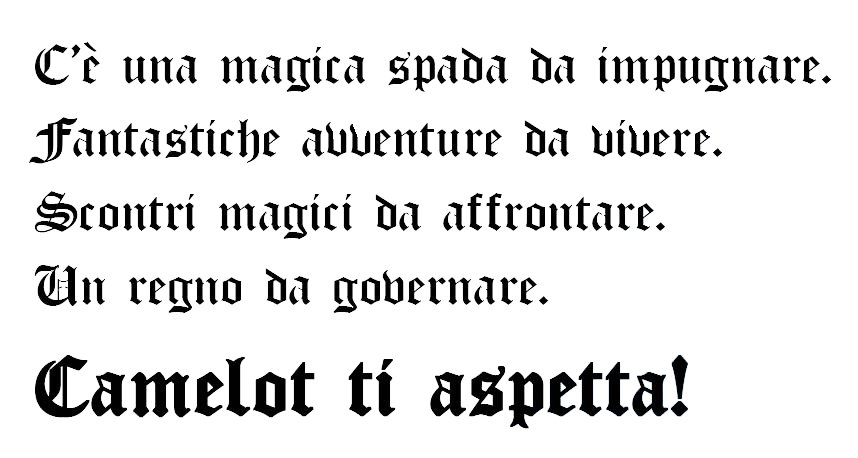 C'è una magica spada da impugnare.
Fantastiche avventure da vivere.
Scontri magici da affrontare.
Un regno da governare.
Camelot ti aspetta!